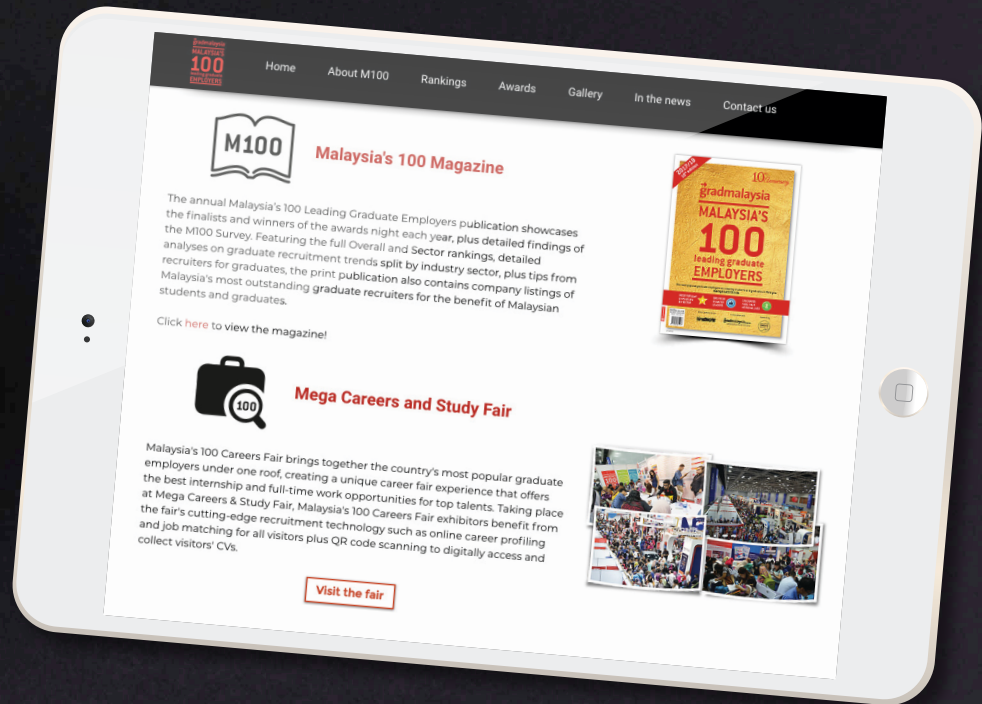 gradmalaysia
MALAYSIA'S
100
leading graduate
EMPLOYERS
Home
About M100
Rankings
Awards
Gallery
In the news
Contact us
M100
Malaysia's 100 Magazine
The annual Malaysia's 100 Leading Graduate Employers publication showcases
the finalists and winners of the awards night each year, plus detailed findings of
the M100 Survey. Featuring the full Overall and Sector rankings, detailed
analyses on graduate recruitment trends split by industry sector, plus tips from
recruiters for graduates, the print publication also contains company listings of
Malaysia's most outstanding graduate recruiters for the benefit of Malaysian
students and graduates.
Click here to view the magazine!
2017/18
10th Anniversary
gradmalaysia
MALAYSIA'S
100
leading graduate
EMPLOYERS
100
Mega Careers and Study Fair
Malaysia's 100 Careers Fair brings together the country's most popular graduate
employers under one roof, creating a unique career fair experience that offers
the best internship and full-time work opportunities for top talents. Taking place
at Mega Careers & Study Fair, Malaysia's 100 Careers Fair exhibitors benefit from
the fair's cutting-edge recruitment technology such as online career profiling
and job matching for all visitors plus QR code scanning to digitally access and
collect visitors' CVs.
Visit the fair